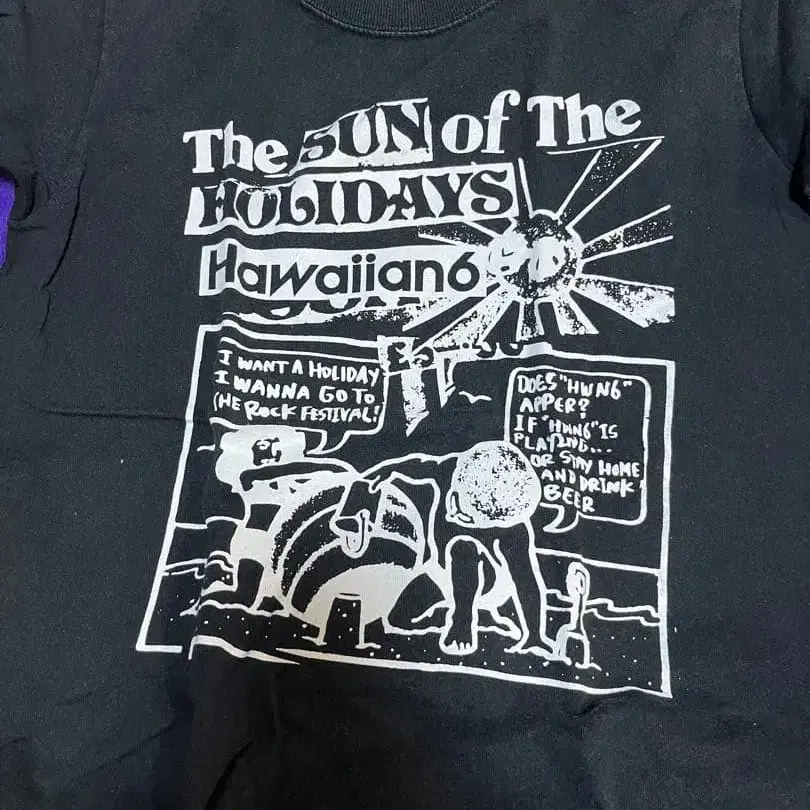 The SUN of The
HOLIDAYS
Hawaiian6
I WANT A HOLIDAY
I WANNA GO TO
THE ROCK FESTIVAL!
DOES "HWN6"
APPER?
IF "HWN6" IS
PLAYING...
OR STAY HOME
AND DRINK
BEER